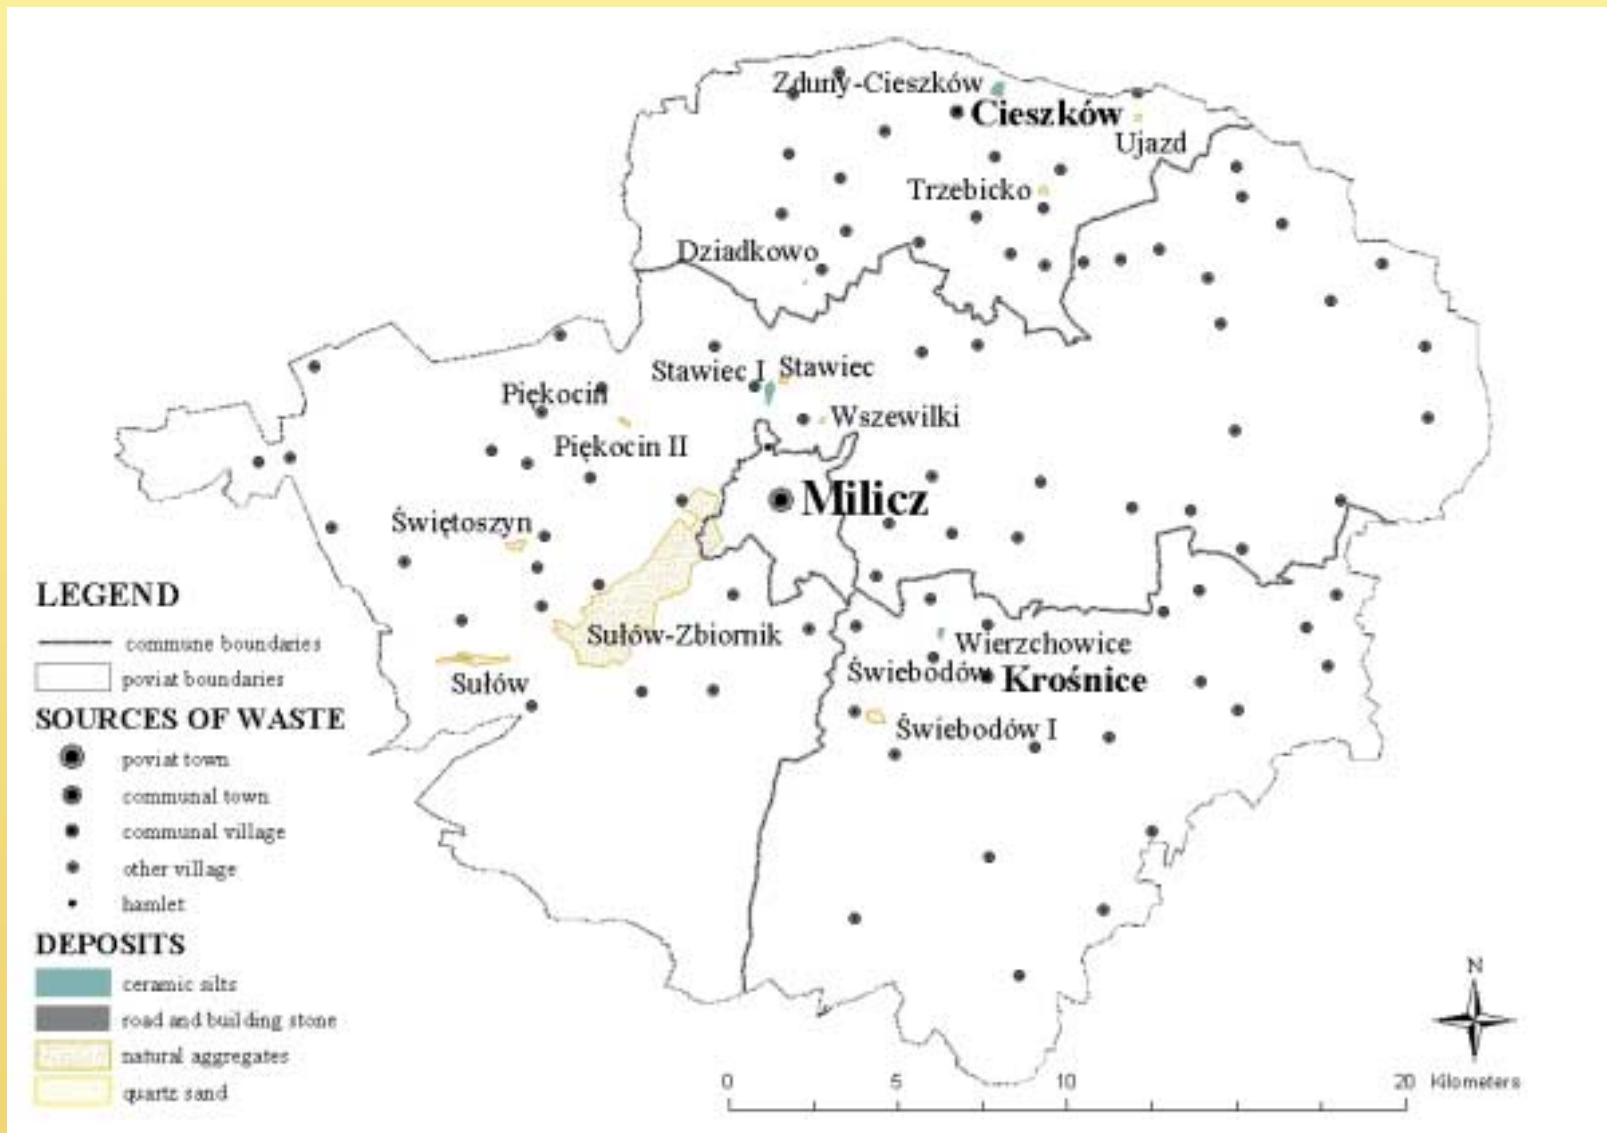 Zduny-Cieszków
Cieszków
Ujazd
Trzebicko
Dziadkowo
Stawiec I
Stawiec
Piękocin
Wszewilki
Piękocin II
Milicz
Świętoszyn
Sułów-Zbiornik
Wierzchowice
Sułów
Świebodów
Krośnice
Świebodów I
LEGEND
commune boundaries
poviat boundaries
SOURCES OF WASTE
poviat town
communal town
communal village
other village
hamlet
DEPOSITS
ceramic silts
road and building stone
natural aggregates
quartz sand
N
0 5 10 20 Kilometers